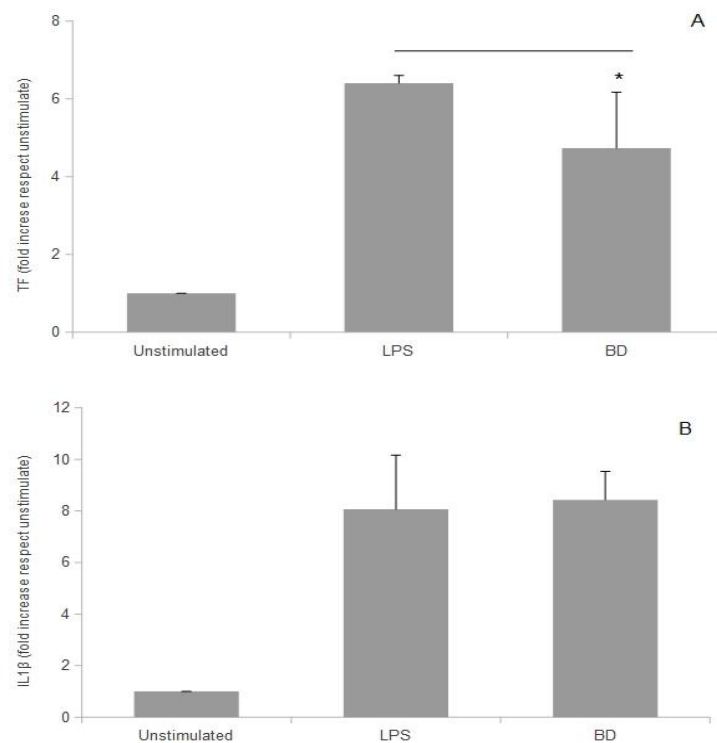 A
TF (fold increse respect unstimulate)
8
6
4
2
0
*
Unstimulated LPS BD
B
IL1β (fold increase respect unstimulate)
12
10
8
6
4
2
0
Unstimulated LPS BD